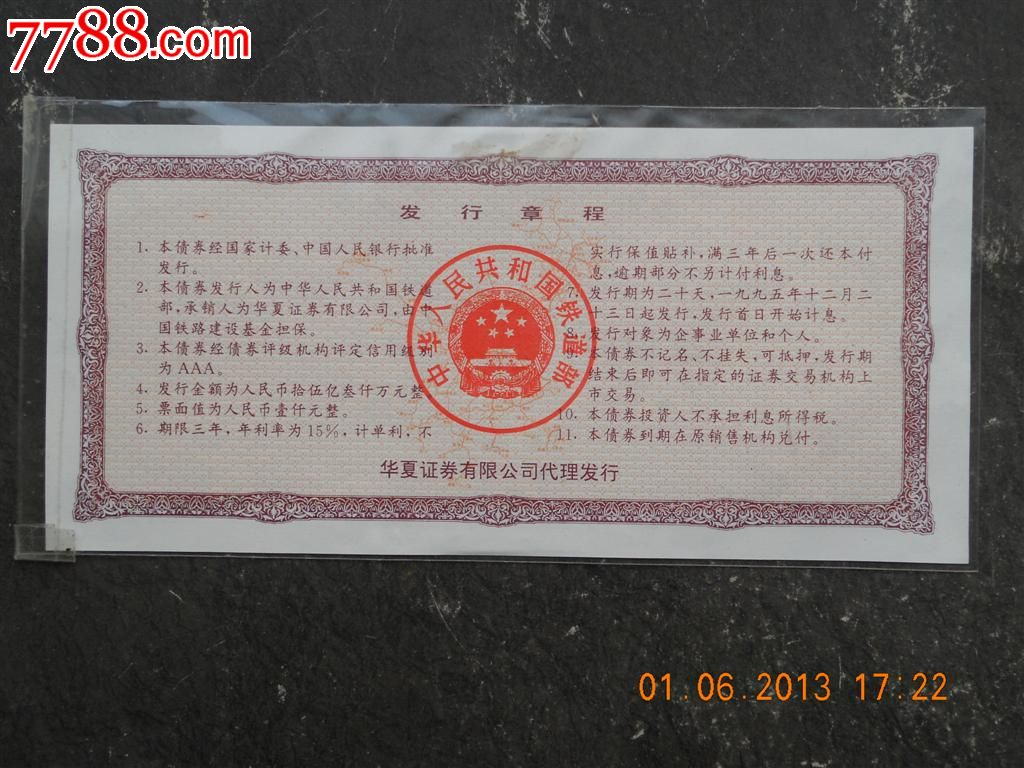 7788.com
发行章程
1. 本债券经国家计委、中国人民银行批准
发行。
2. 本债券发行人为中华人民共和国铁道
部,承销人为华夏证券有限公司,由中
国铁路建设基金担保。
3. 本债券经债券评级机构评定信用级别
为AAA。
4. 发行金额为人民币拾伍亿叁仟万元整
5. 票面值为人民币壹仟元整。
6. 期限三年,年利率为15%,计单利,不
实行保值贴补,满三年后一次还本付
息,逾期部分不另计付利息。
7. 发行期为二十天,一九九五年十二月二
十三日起发行,发行首日开始计息。
8. 发行对象为企事业单位和个人。
本债券不记名、不挂失,可抵押,发行期
结束后即可在指定的证券交易机构上
市交易。
10. 本债券投资人不承担利息所得税。
11. 本债券到期在原销售机构兑付。
中华人民共和国铁道部
华夏证券有限公司代理发行
01.06.2013 17:22